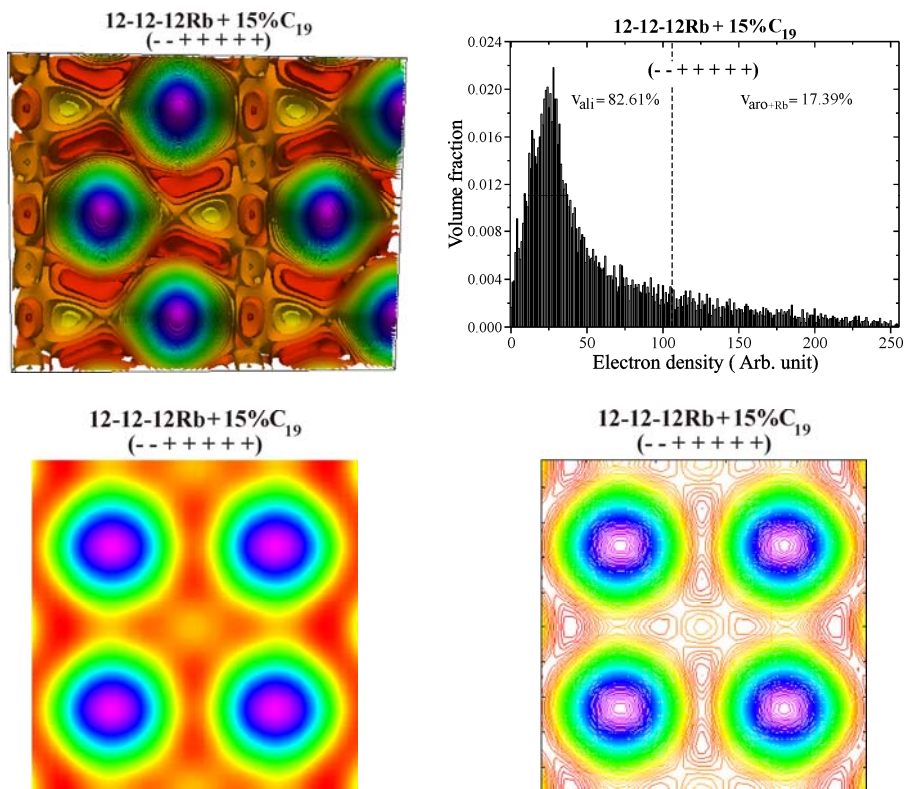 12-12-12Rb + 15%C₁₉
(- - + + + + +)
12-12-12Rb + 15%C₁₉
(- - + + + + +)
Vali = 82.61% Varo+Rb = 17.39%
Volume fraction
0.024
0.020
0.016
0.012
0.008
0.004
0.000
0 50 100 150 200 250
Electron density ( Arb. unit)
12-12-12Rb + 15%C₁₉
(- - + + + + +)
12-12-12Rb + 15%C₁₉
(- - + + + + +)